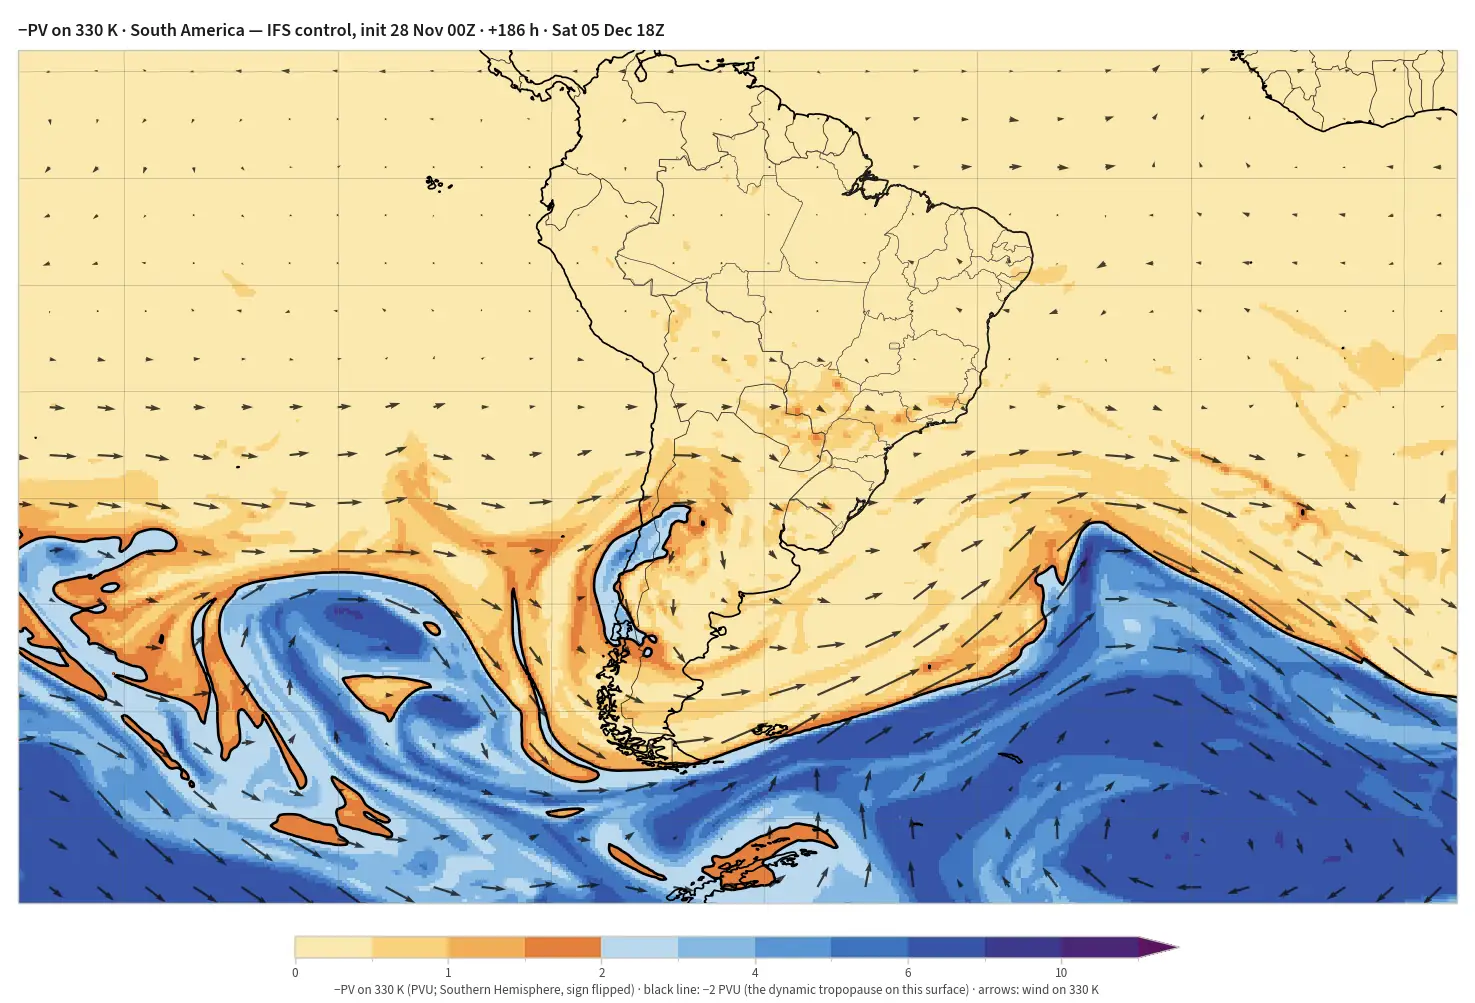 −PV on 330 K · South America — IFS control, init 28 Nov 00Z · +186 h · Sat 05 Dec 18Z
0 1 2 4 6 10
−PV on 330 K (PVU; Southern Hemisphere, sign flipped) · black line: −2 PVU (the dynamic tropopause on this surface) · arrows: wind on 330 K